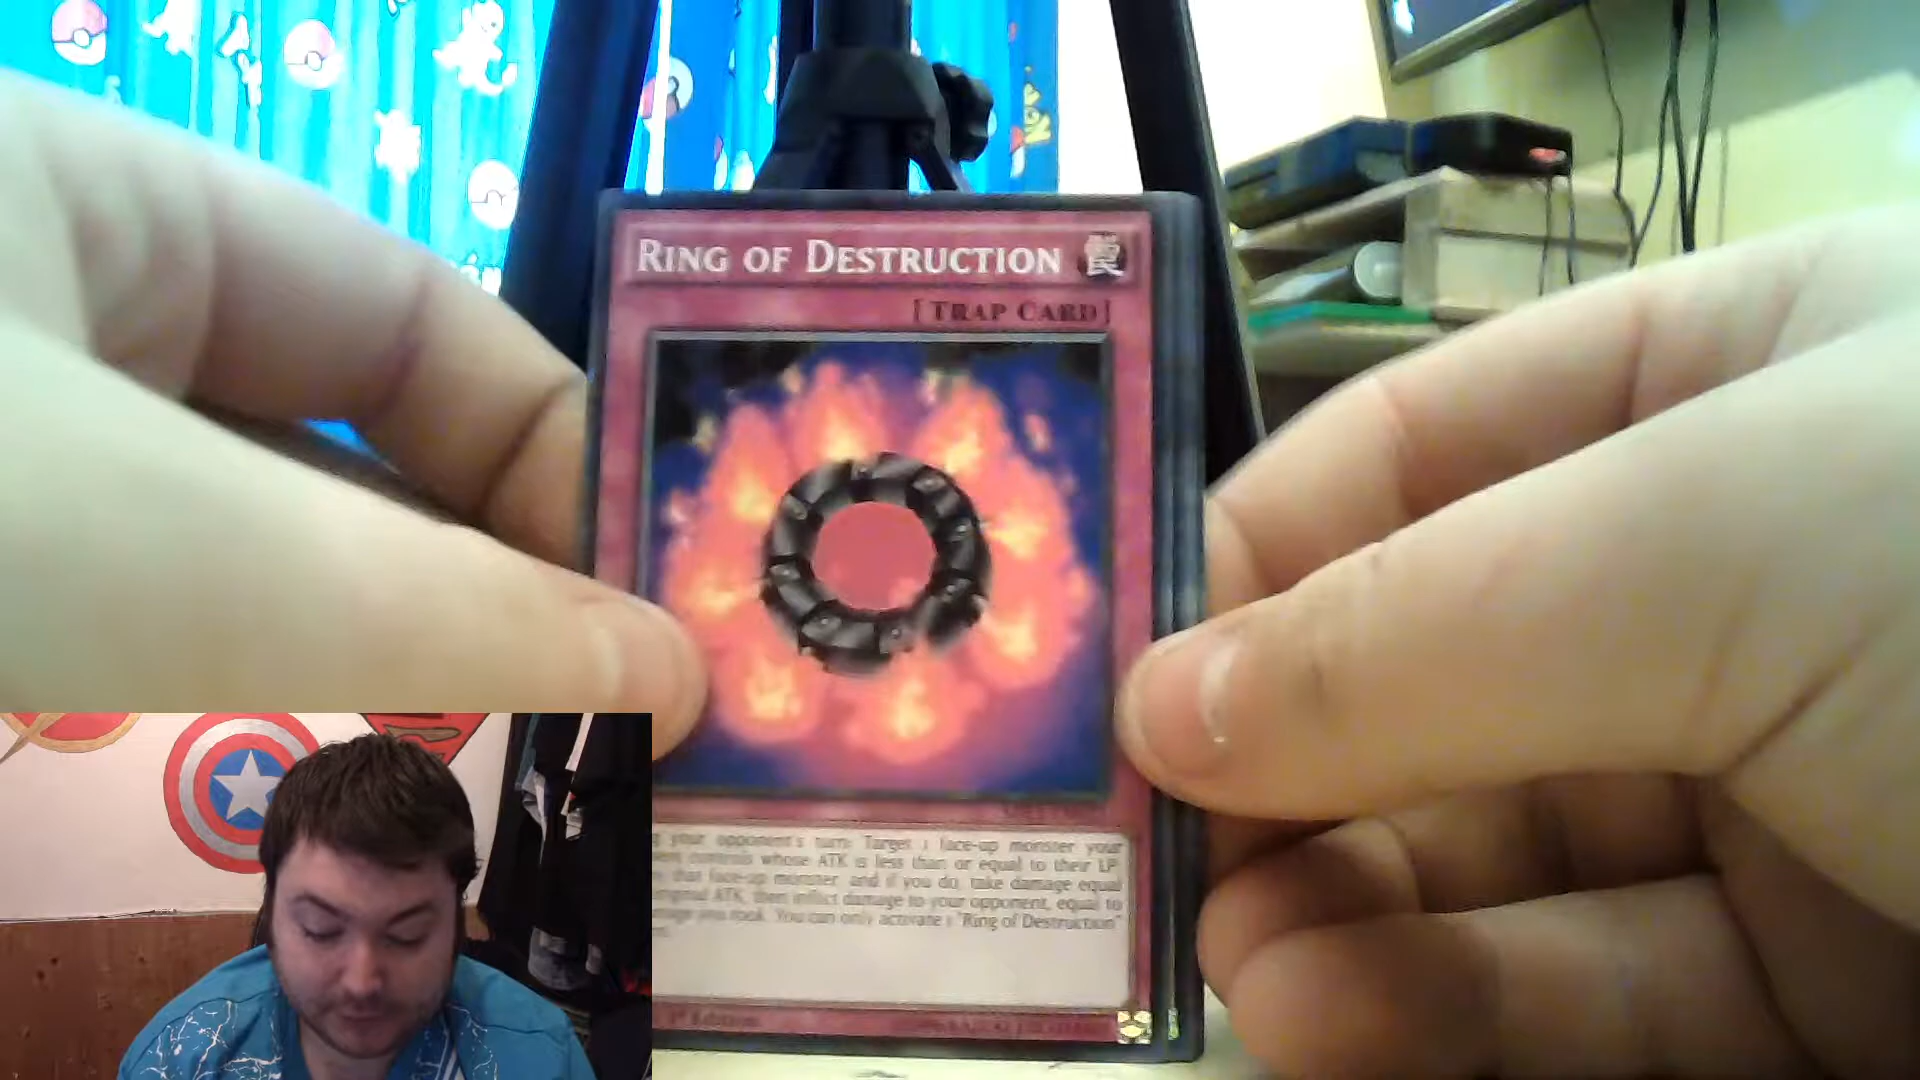 RING OF DESTRUCTION 罠
[TRAP CARD]
your opponent's turn: Target 1 face-up monster your
controls whose ATK is less than or equal to their LP
that face-up monster, and if you do, take damage equal
original ATK, then inflict damage to your opponent, equal to
you took. You can only activate 1 "Ring of Destruction"
1st Edition